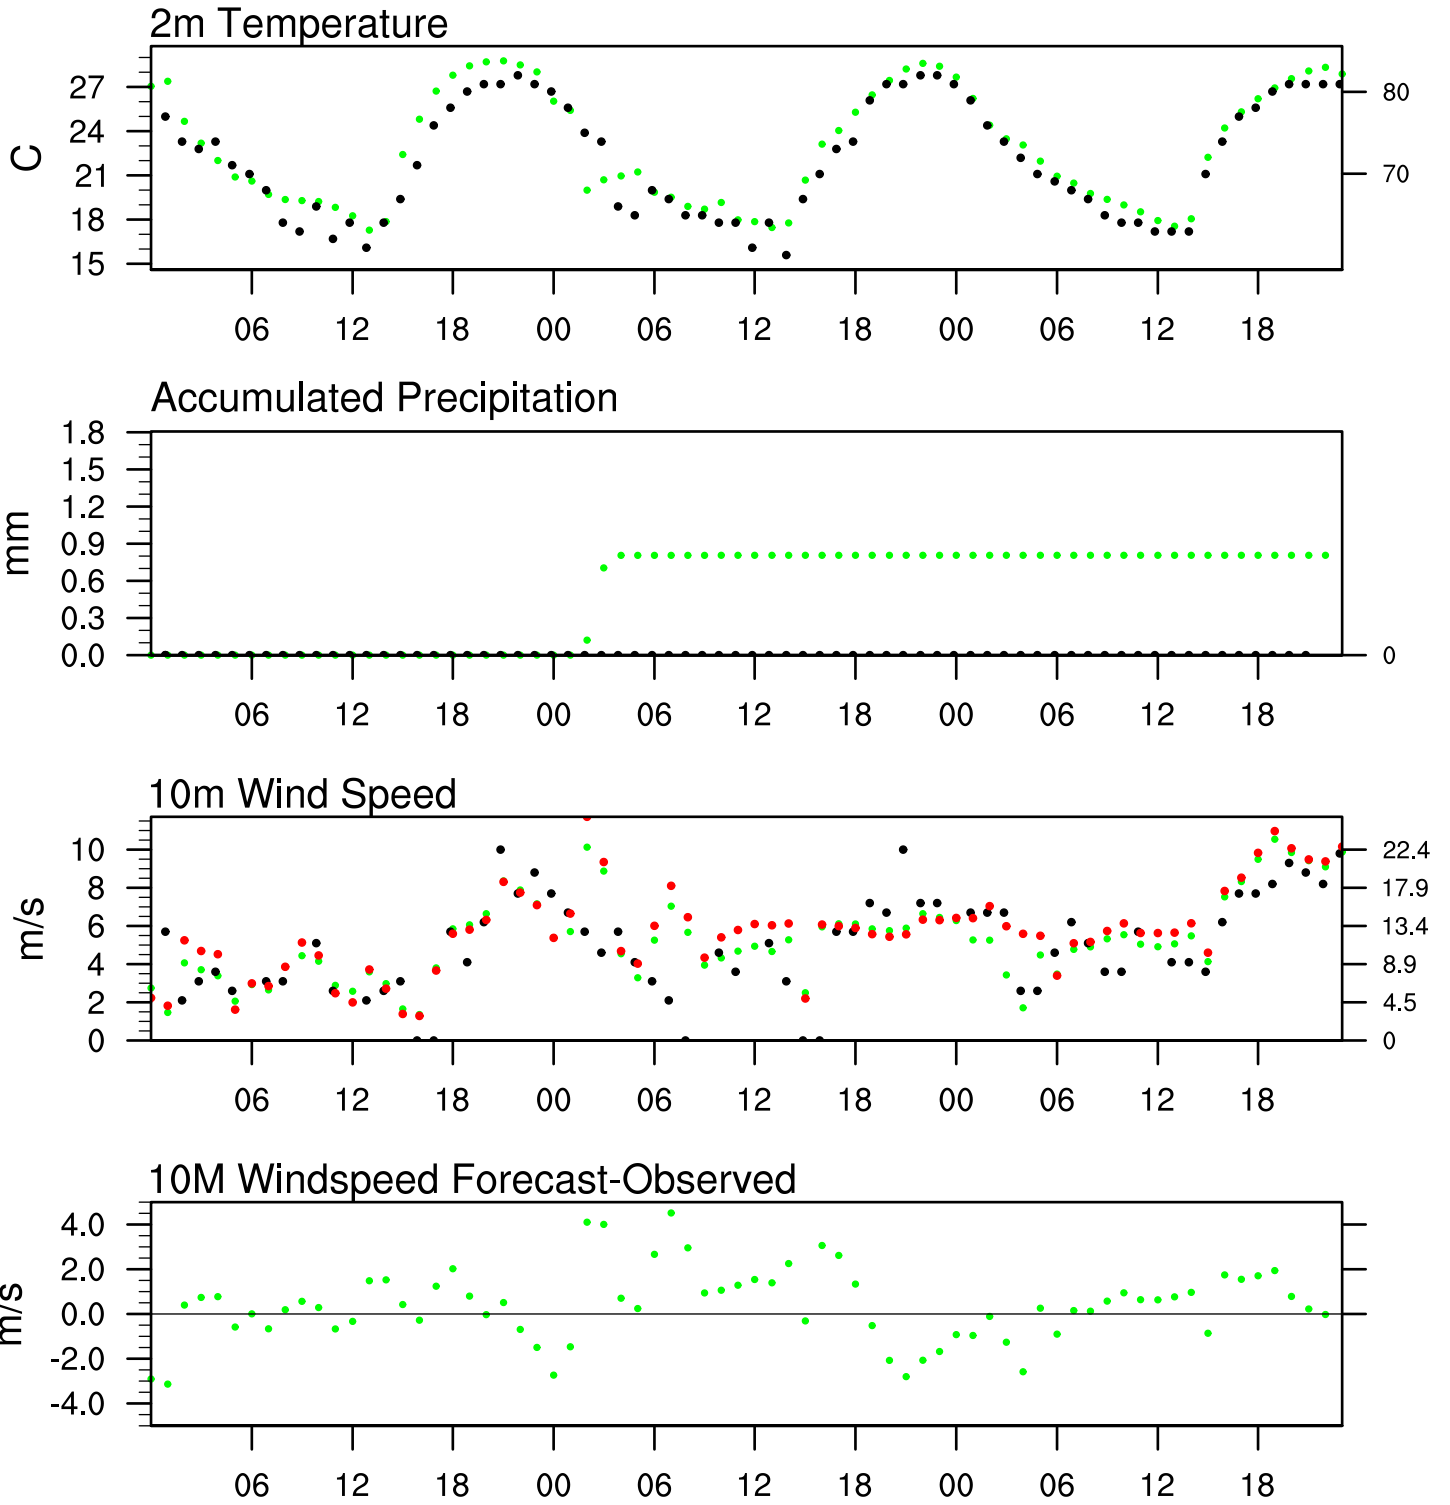 2m Temperature
27
24
21
18
15
C
80
70
06 12 18 00 06 12 18 00 06 12 18
Accumulated Precipitation
1.8
1.5
1.2
0.9
0.6
0.3
0.0
mm
0
06 12 18 00 06 12 18 00 06 12 18
10m Wind Speed
10
8
6
4
2
0
m/s
22.4
17.9
13.4
8.9
4.5
0
06 12 18 00 06 12 18 00 06 12 18
10M Windspeed Forecast-Observed
4.0
2.0
0.0
-2.0
-4.0
m/s
06 12 18 00 06 12 18 00 06 12 18